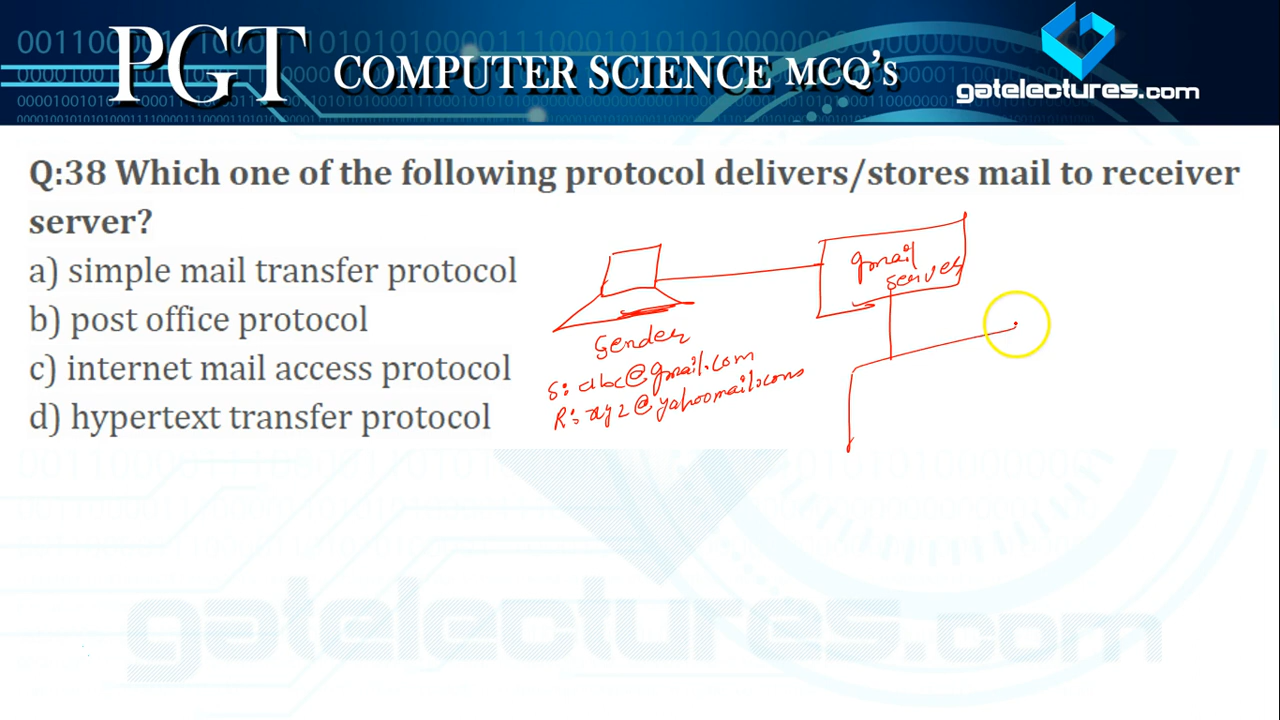 PGT COMPUTER SCIENCE MCQ's
gatelectures.com
Q:38 Which one of the following protocol delivers/stores mail to receiver
server?
a) simple mail transfer protocol
b) post office protocol
c) internet mail access protocol
d) hypertext transfer protocol
gmail
server
Sender
S: abc@gmail.com
R: xyz@yahoomail.com
gatelectures.com